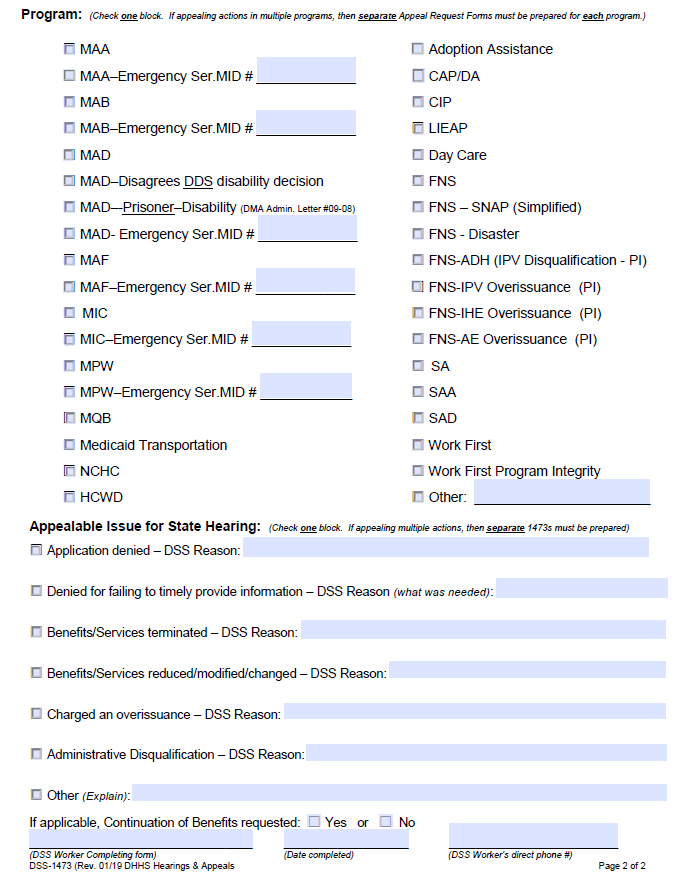 Program: (Check one block. If appealing actions in multiple programs, then separate Appeal Request Forms must be prepared for each program.)
MAA
MAA–Emergency Ser.MID #
MAB
MAB–Emergency Ser.MID #
MAD
MAD–Disagrees DDS disability decision
MAD–-Prisoner–Disability (DMA Admin. Letter #09-08)
MAD- Emergency Ser.MID #
MAF
MAF–Emergency Ser.MID #
MIC
MIC–Emergency Ser.MID #
MPW
MPW–Emergency Ser.MID #
MQB
Medicaid Transportation
NCHC
HCWD
Adoption Assistance
CAP/DA
CIP
LIEAP
Day Care
FNS
FNS – SNAP (Simplified)
FNS - Disaster
FNS-ADH (IPV Disqualification - PI)
FNS-IPV Overissuance (PI)
FNS-IHE Overissuance (PI)
FNS-AE Overissuance (PI)
SA
SAA
SAD
Work First
Work First Program Integrity
Other:
Appealable Issue for State Hearing: (Check one block. If appealing multiple actions, then separate 1473s must be prepared)
Application denied – DSS Reason:
Denied for failing to timely provide information – DSS Reason (what was needed):
Benefits/Services terminated – DSS Reason:
Benefits/Services reduced/modified/changed – DSS Reason:
Charged an overissuance – DSS Reason:
Administrative Disqualification – DSS Reason:
Other (Explain):
If applicable, Continuation of Benefits requested: Yes or No
(DSS Worker Completing form) (Date completed) (DSS Worker's direct phone #)
DSS-1473 (Rev. 01/19 DHHS Hearings & Appeals Page 2 of 2